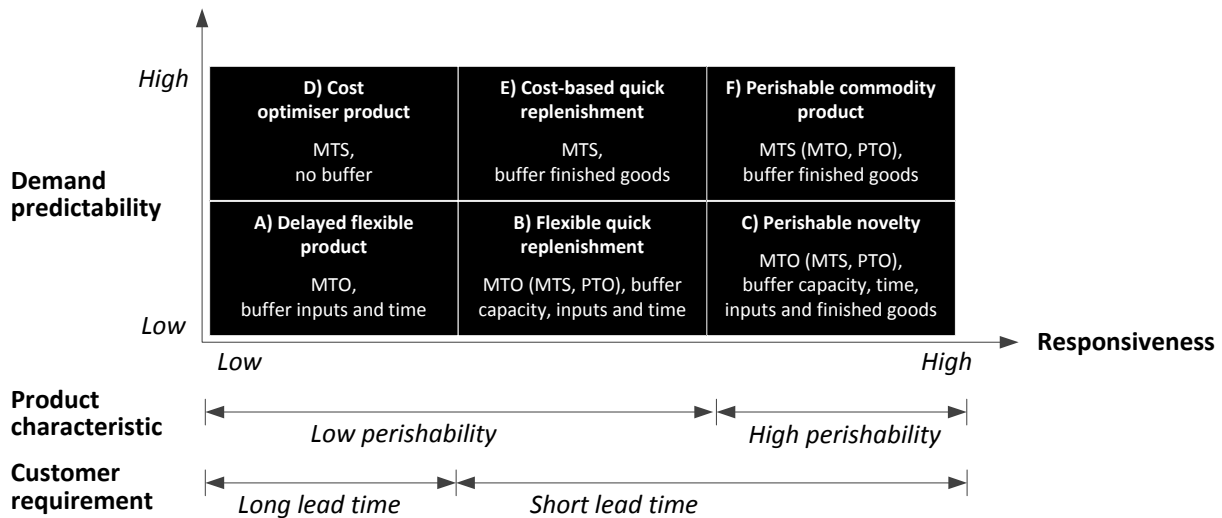 High
D) Cost
optimiser product
MTS,
no buffer
E) Cost-based quick
replenishment
MTS,
buffer finished goods
F) Perishable commodity
product
MTS (MTO, PTO),
buffer finished goods
Demand
predictability
A) Delayed flexible
product
MTO,
buffer inputs and time
B) Flexible quick
replenishment
MTO (MTS, PTO), buffer
capacity, inputs and time
C) Perishable novelty
MTO (MTS, PTO),
buffer capacity, time,
inputs and finished goods
Low
Low
High
Responsiveness
Product
characteristic
Low perishability
High perishability
Customer
requirement
Long lead time
Short lead time